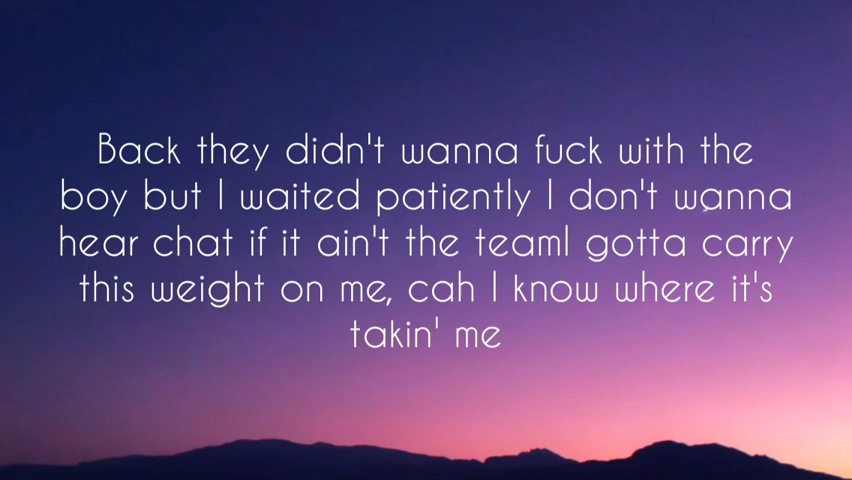 Back they didn't wanna fuck with the
boy but I waited patiently I don't wanna
hear chat if it ain't the teamI gotta carry
this weight on me, cah I know where it's
takin' me